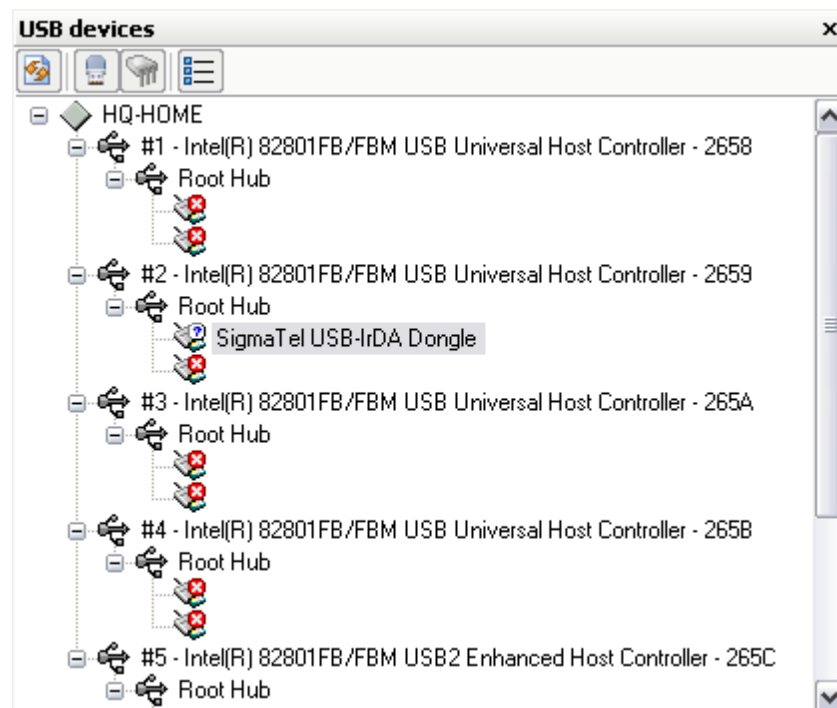 USB devices
HQ-HOME
#1 - Intel(R) 82801FB/FBM USB Universal Host Controller - 2658
Root Hub
#2 - Intel(R) 82801FB/FBM USB Universal Host Controller - 2659
Root Hub
SigmaTel USB-IrDA Dongle
#3 - Intel(R) 82801FB/FBM USB Universal Host Controller - 265A
Root Hub
#4 - Intel(R) 82801FB/FBM USB Universal Host Controller - 265B
Root Hub
#5 - Intel(R) 82801FB/FBM USB2 Enhanced Host Controller - 265C
Root Hub